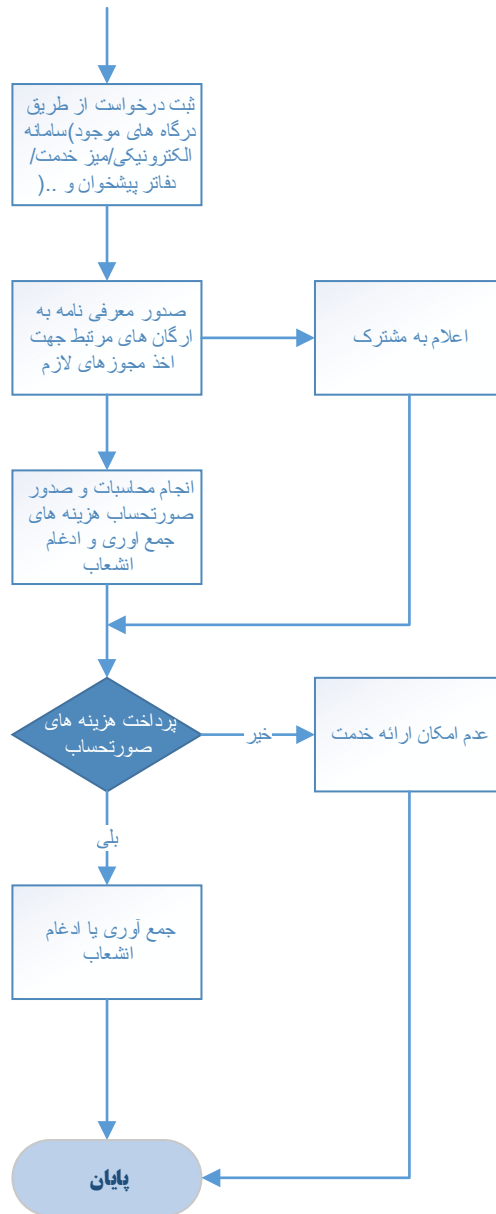 ثبت درخواست از طریق
درگاه های موجود)سامانه
الکترونیکی/میز خدمت/
دفاتر پیشخوان و ..(
صدور معرفی نامه به
ارگان های مرتبط جهت
اخذ مجوزهای لازم
اعلام به مشترک
انجام محاسبات و صدور
صورتحساب هزینه های
جمع اوری و ادغام
انشعاب
پرداخت هزینه های
صورتحساب
خیر
عدم امکان ارائه خدمت
بلی
جمع آوری یا ادغام
انشعاب
پایان